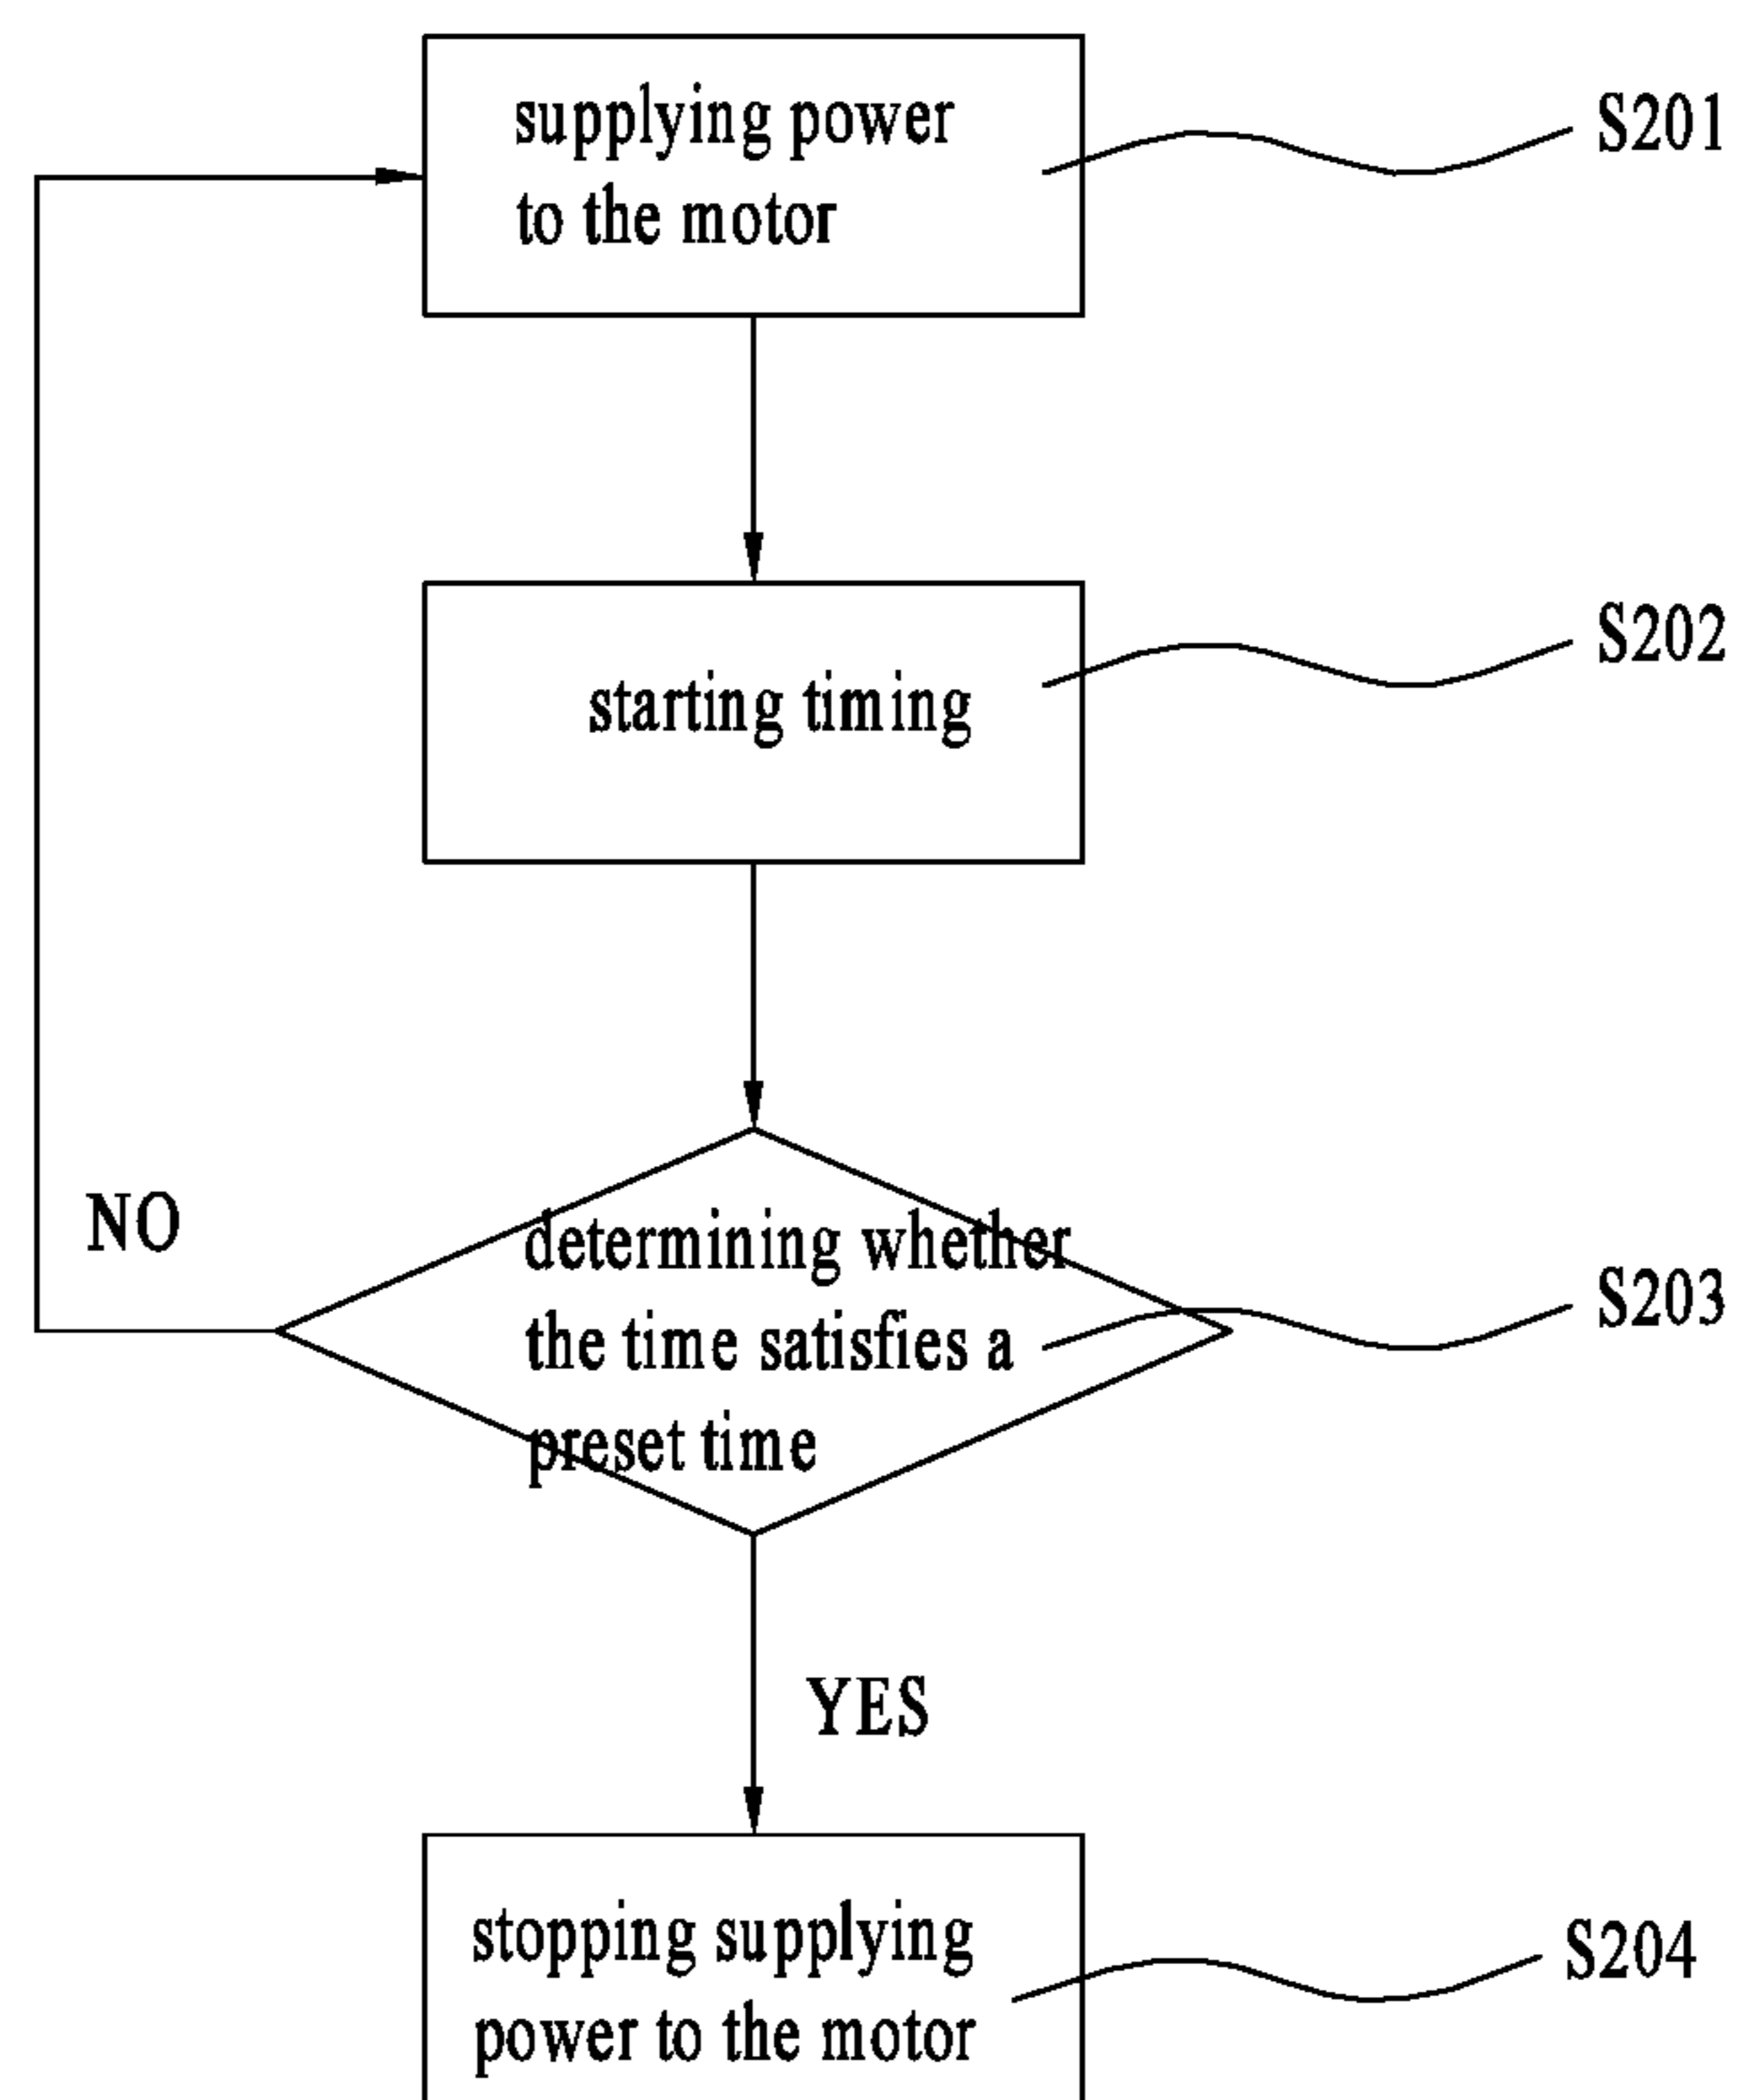 supplying power
to the motor
S201
starting timing
S202
NO
determining whether
the time satisfies a
preset time
S203
YES
stopping supplying
power to the motor
S204